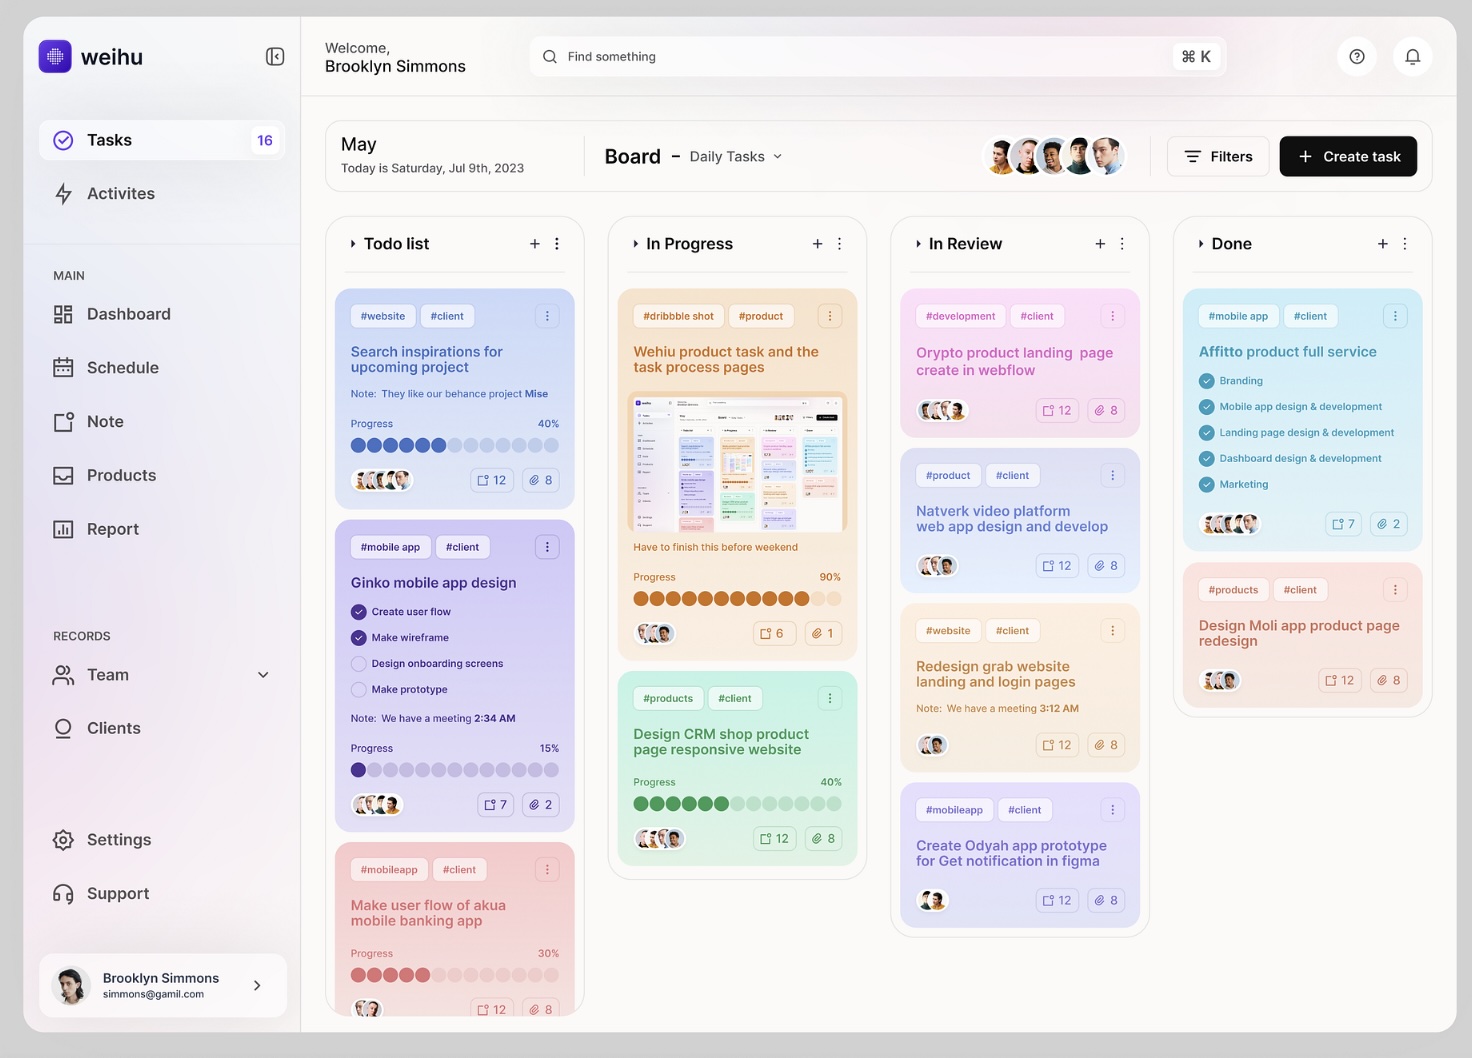 weihu
Welcome,
Brooklyn Simmons
Find something
⌘ K
Tasks
16
Activites
MAIN
Dashboard
Schedule
Note
Products
Report
RECORDS
Team
Clients
Settings
Support
Brooklyn Simmons
simmons@gamil.com
May
Today is Saturday, Jul 9th, 2023
Board - Daily Tasks
Filters
+ Create task
Todo list
#website #client
Search inspirations for
upcoming project
Note: They like our behance project Mise
Progress 40%
12 8
#mobile app #client
Ginko mobile app design
Create user flow
Make wireframe
Design onboarding screens
Make prototype
Note: We have a meeting 2:34 AM
Progress 15%
7 2
#mobileapp #client
Make user flow of akua
mobile banking app
Progress 30%
12 8
In Progress
#dribbble shot #product
Wehiu product task and the
task process pages
Have to finish this before weekend
Progress 90%
6 1
#products #client
Design CRM shop product
page responsive website
Progress 40%
12 8
In Review
#development #client
Orypto product landing page
create in webflow
12 8
#product #client
Natverk video platform
web app design and develop
12 8
#website #client
Redesign grab website
landing and login pages
Note: We have a meeting 3:12 AM
12 8
#mobileapp #client
Create Odyah app prototype
for Get notification in figma
12 8
Done
#mobile app #client
Affitto product full service
Branding
Mobile app design & development
Landing page design & development
Dashboard design & development
Marketing
7 2
#products #client
Design Moli app product page
redesign
12 8